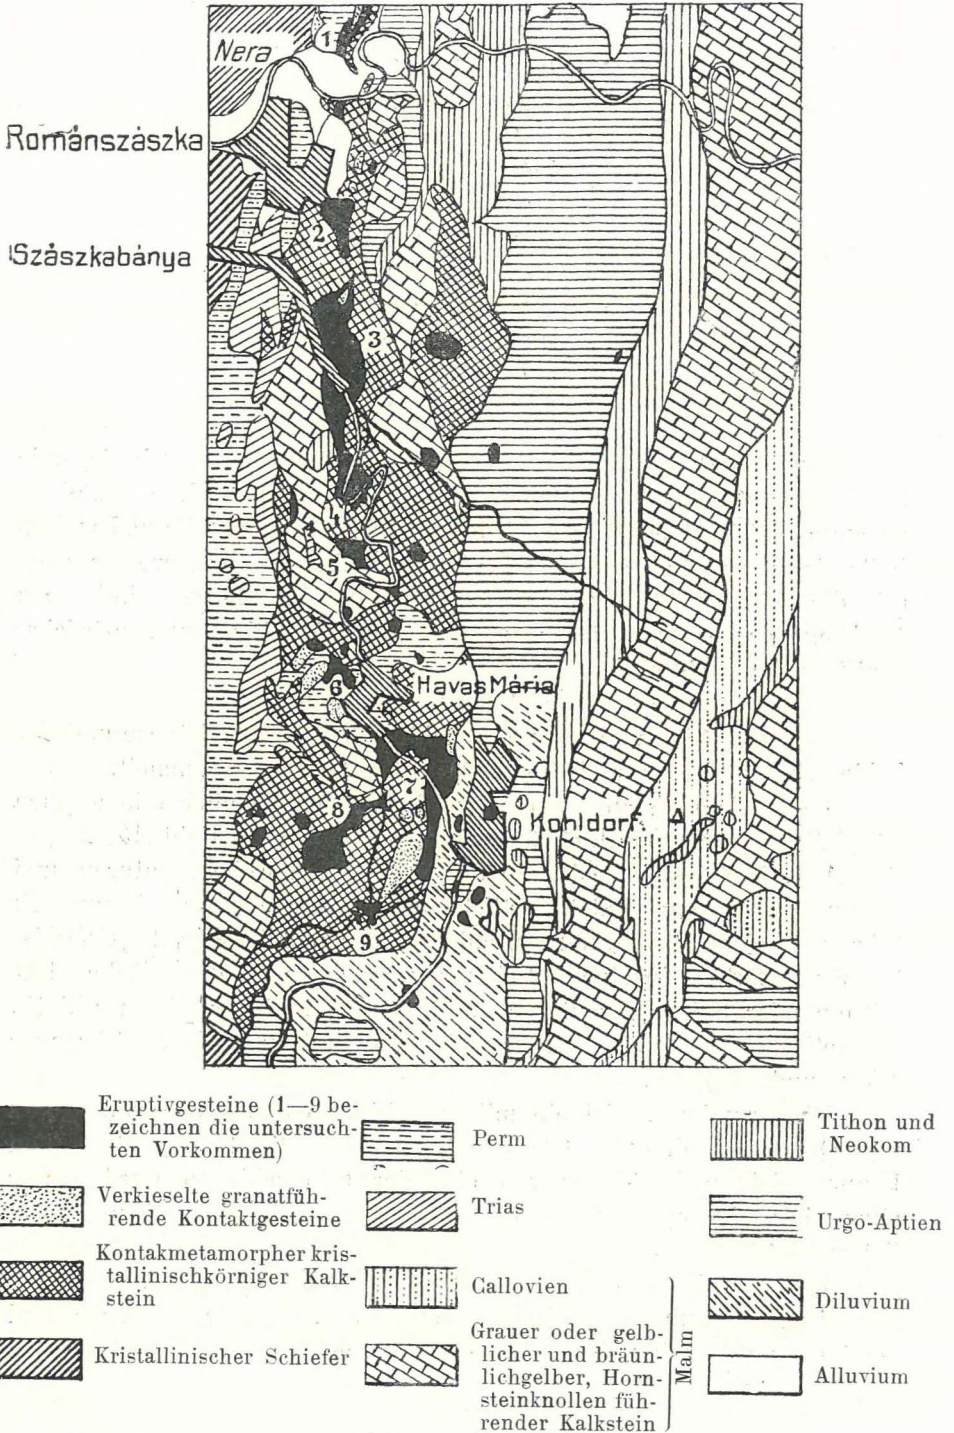 1
Nera
Románszászka
2
Szászkabánya
3
4
5
6
Havas Mária
7
8
Kohldorf
9
Eruptivgesteine (1—9 be-
zeichnen die untersuch-
ten Vorkommen)
Verkieselte granatfüh-
rende Kontaktgesteine
Kontakmetamorpher kris-
tallinischkörniger Kalk-
stein
Kristallinischer Schiefer
Perm
Trias
Callovien
Grauer oder gelb-
licher und bräun-
lichgelber, Horn-
steinknollen füh-
render Kalkstein
Malm
Tithon und
Neokom
Urgo-Aptien
Diluvium
Alluvium